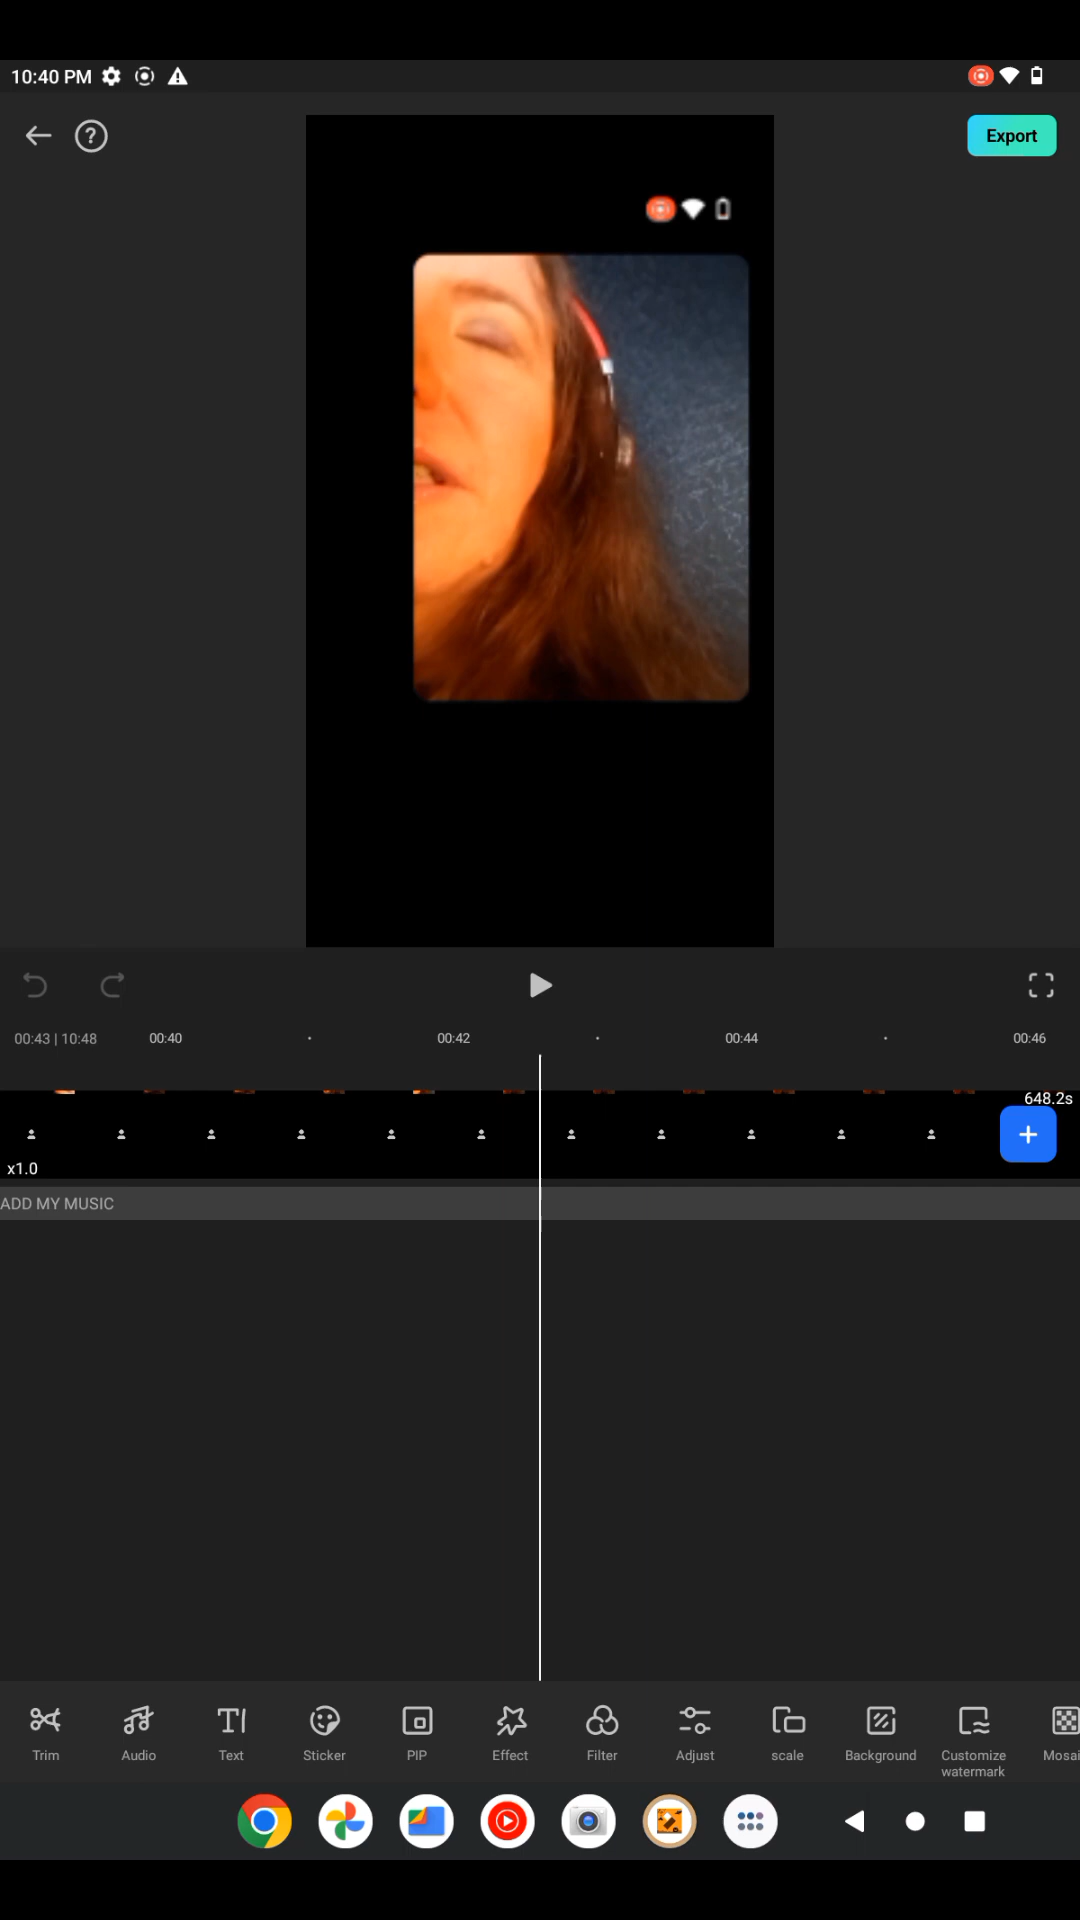 10:40 PM
Export
00:43 | 10:48
00:40
00:42
00:44
00:46
648.2s
x1.0
ADD MY MUSIC
Trim
Audio
Text
Sticker
PIP
Effect
Filter
Adjust
scale
Background
Customize
watermark
Mosai